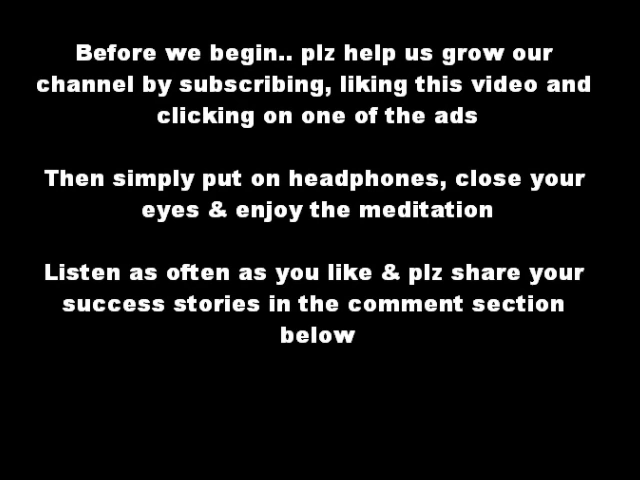 Before we begin.. plz help us grow our
channel by subscribing, liking this video and
clicking on one of the ads
Then simply put on headphones, close your
eyes & enjoy the meditation
Listen as often as you like & plz share your
success stories in the comment section
below